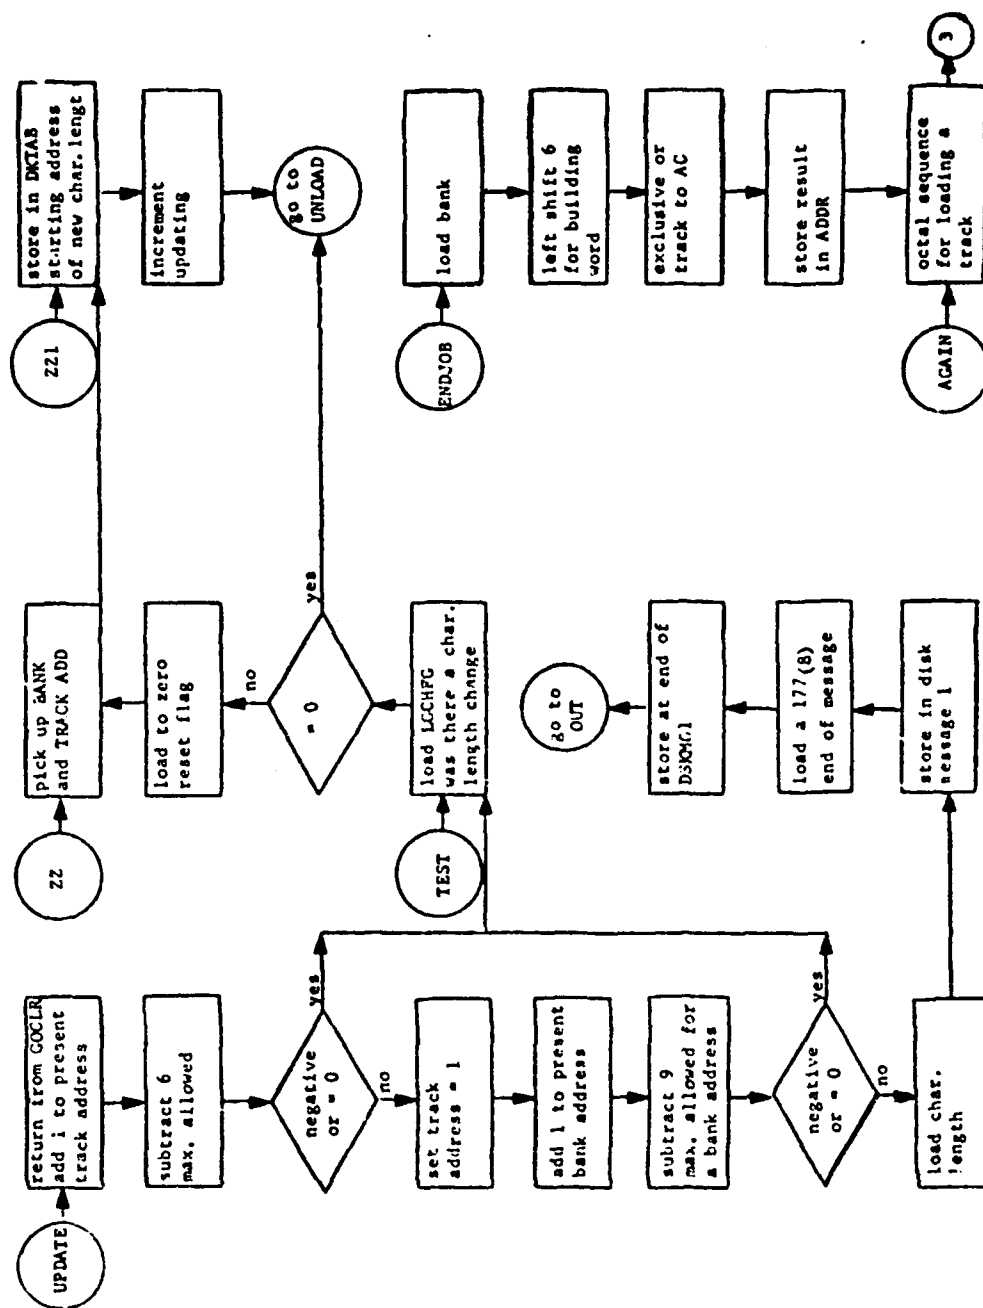 UPDATE
return from GOCLR
add 1 to present
track address
subtract 6
max. allowed
negative
or = 0
yes
no
set track
address = 1
add 1 to present
bank address
subtract 9
max. allowed for
a bank address
negative
or = 0
yes
no
load char.
length
ZZ
pick up BANK
and TRACK ADD
load to zero
reset flag
no
= 0
yes
TEST
load LGCHFG
was there a char.
length change
go to
OUT
store at end of
DSKMG1
load a 177(8)
end of message
store in disk
message 1
ZZ1
store in DKTAB
starting address
of new char.lengt
increment
updating
go to
UNLOAD
ENDJOB
load bank
left shift 6
for building
word
exclusive or
track to AC
store result
in ADDR
AGAIN
octal sequence
for loading a
track
3